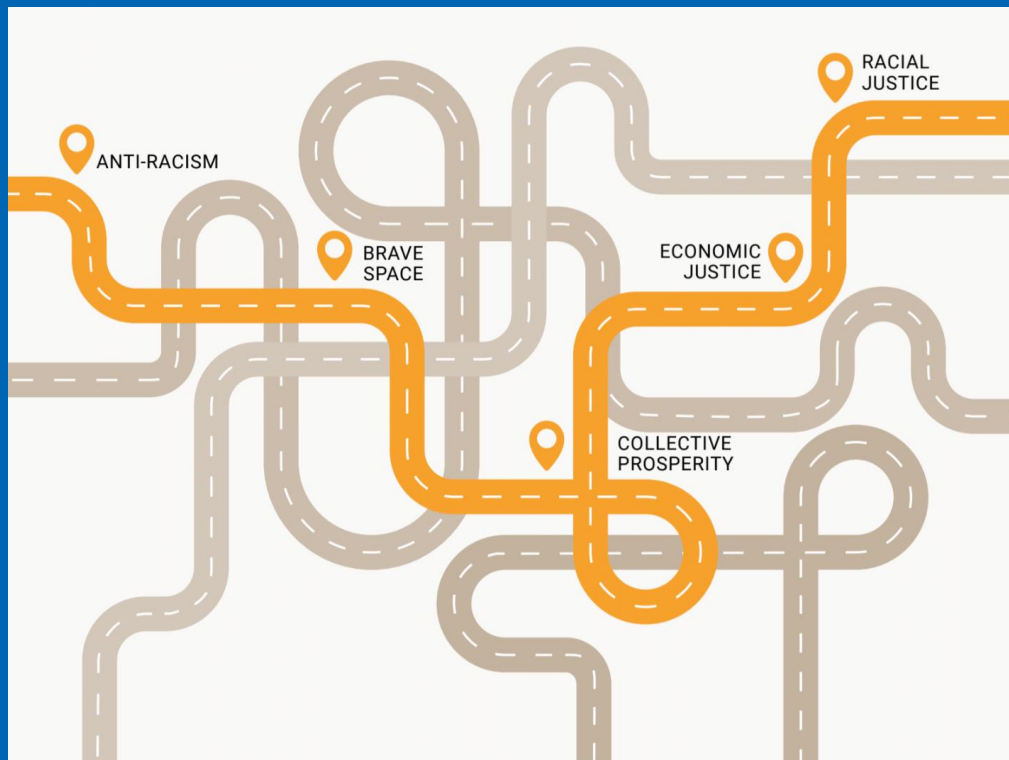 ANTI-RACISM
BRAVE
SPACE
COLLECTIVE
PROSPERITY
ECONOMIC
JUSTICE
RACIAL
JUSTICE